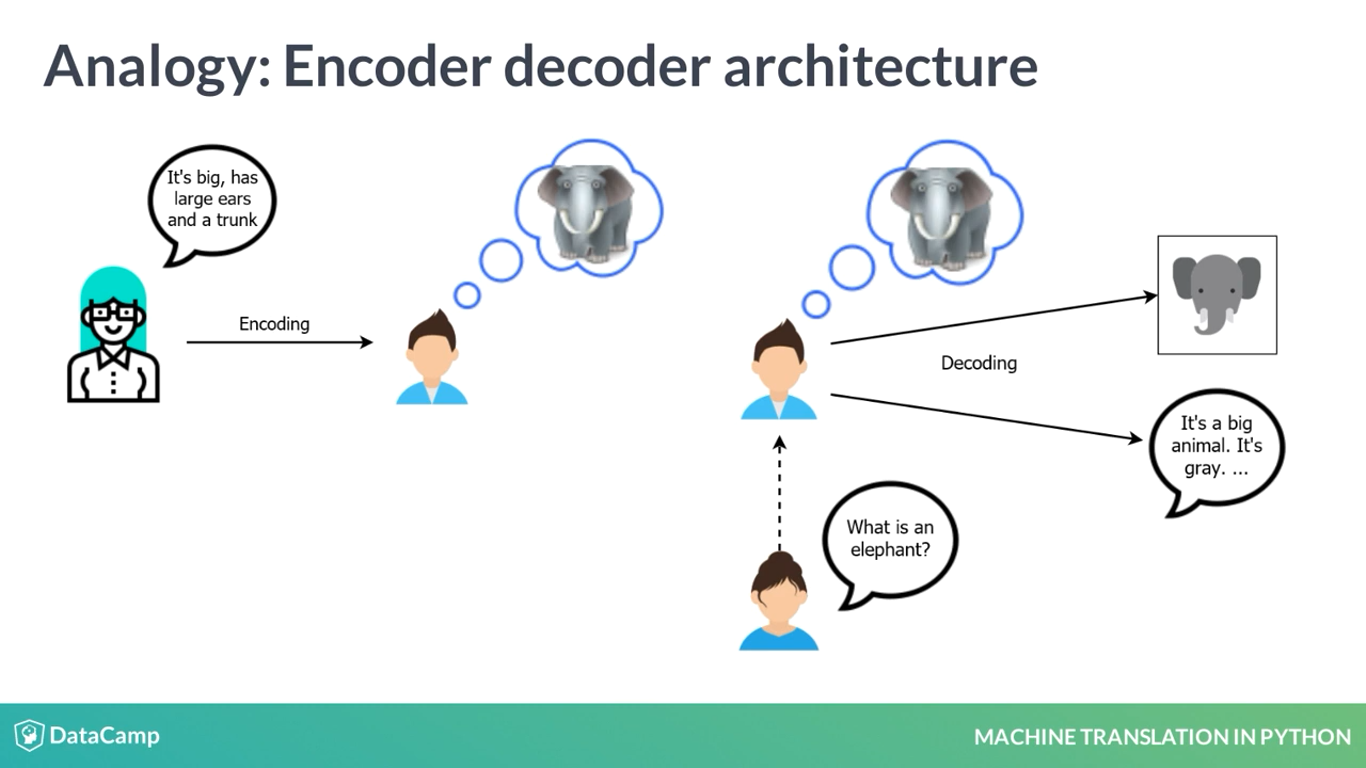 Analogy: Encoder decoder architecture
It's big, has
large ears
and a trunk
Encoding
Decoding
It's a big
animal. It's
gray. ...
What is an
elephant?
DataCamp
MACHINE TRANSLATION IN PYTHON